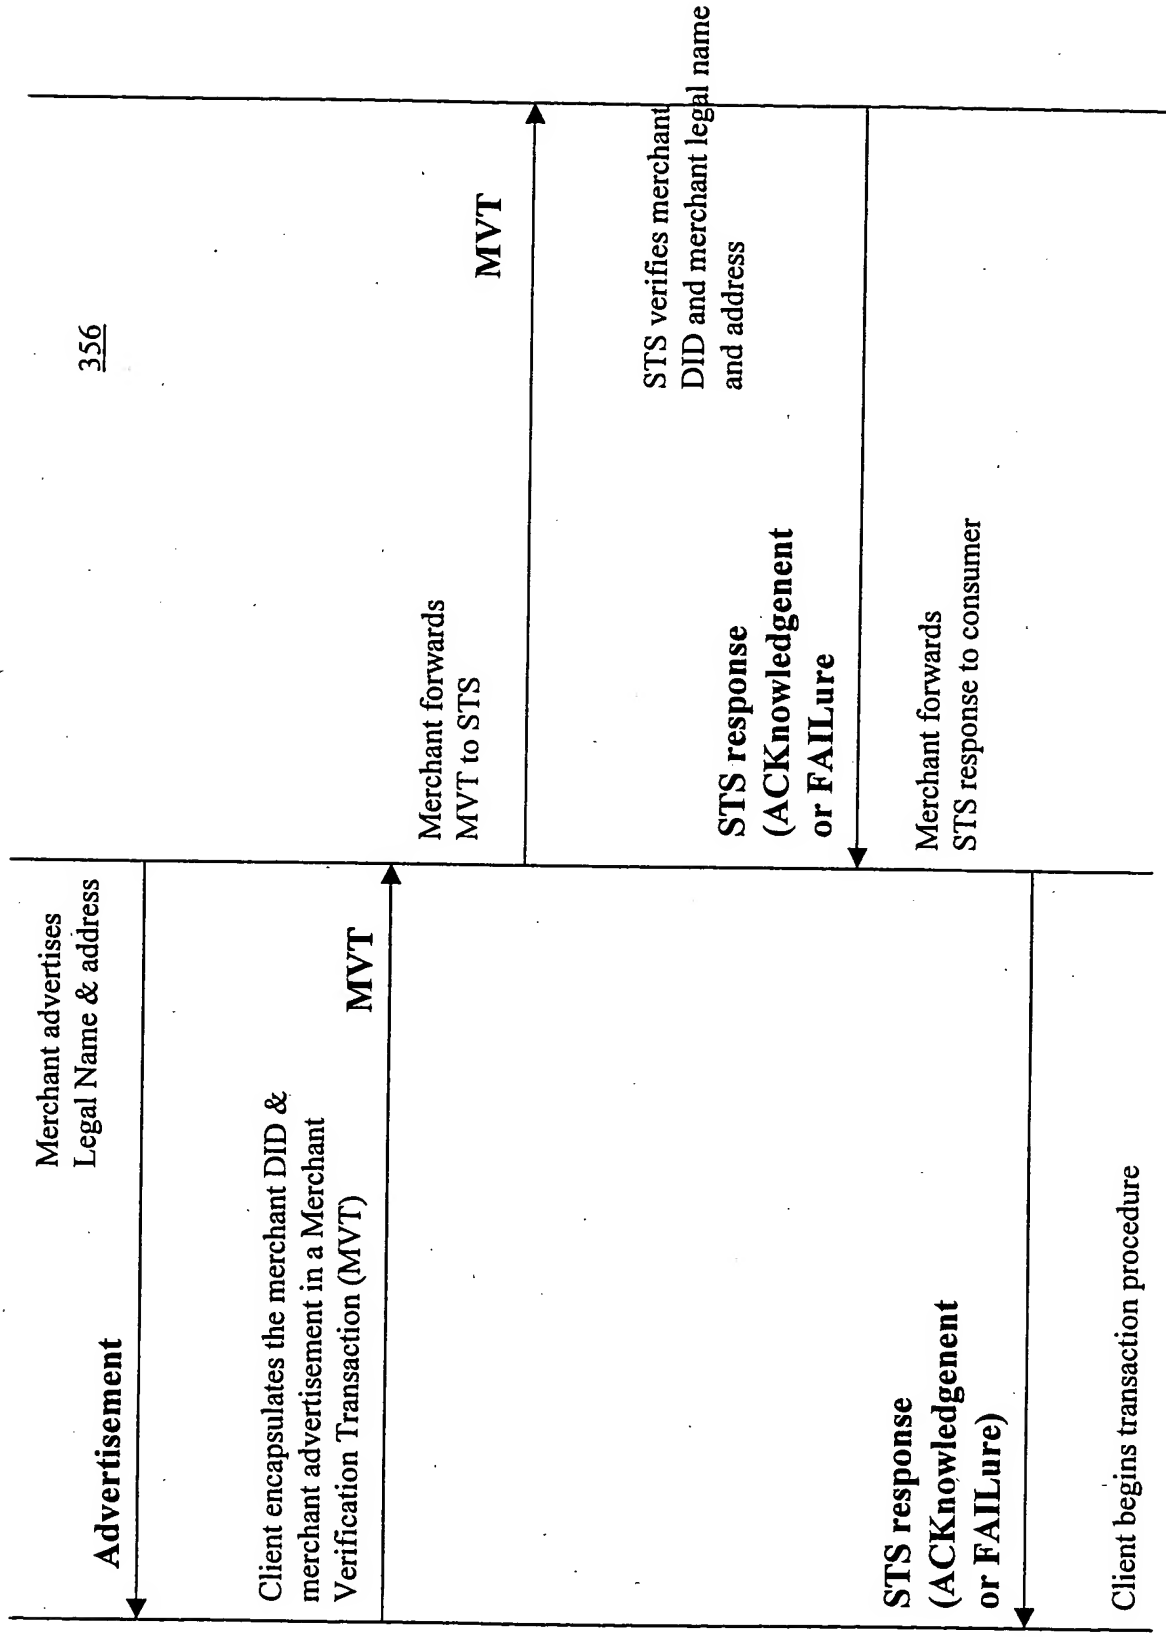 356
Merchant advertises
Legal Name & address
Advertisement
Client encapsulates the merchant DID &
merchant advertisement in a Merchant
Verification Transaction (MVT)
MVT
Merchant forwards
MVT to STS
MVT
STS verifies merchant
DID and merchant legal name
and address
STS response
(ACKnowledgenent
or FAILure
Merchant forwards
STS response to consumer
STS response
(ACKnowledgenent
or FAILure)
Client begins transaction procedure